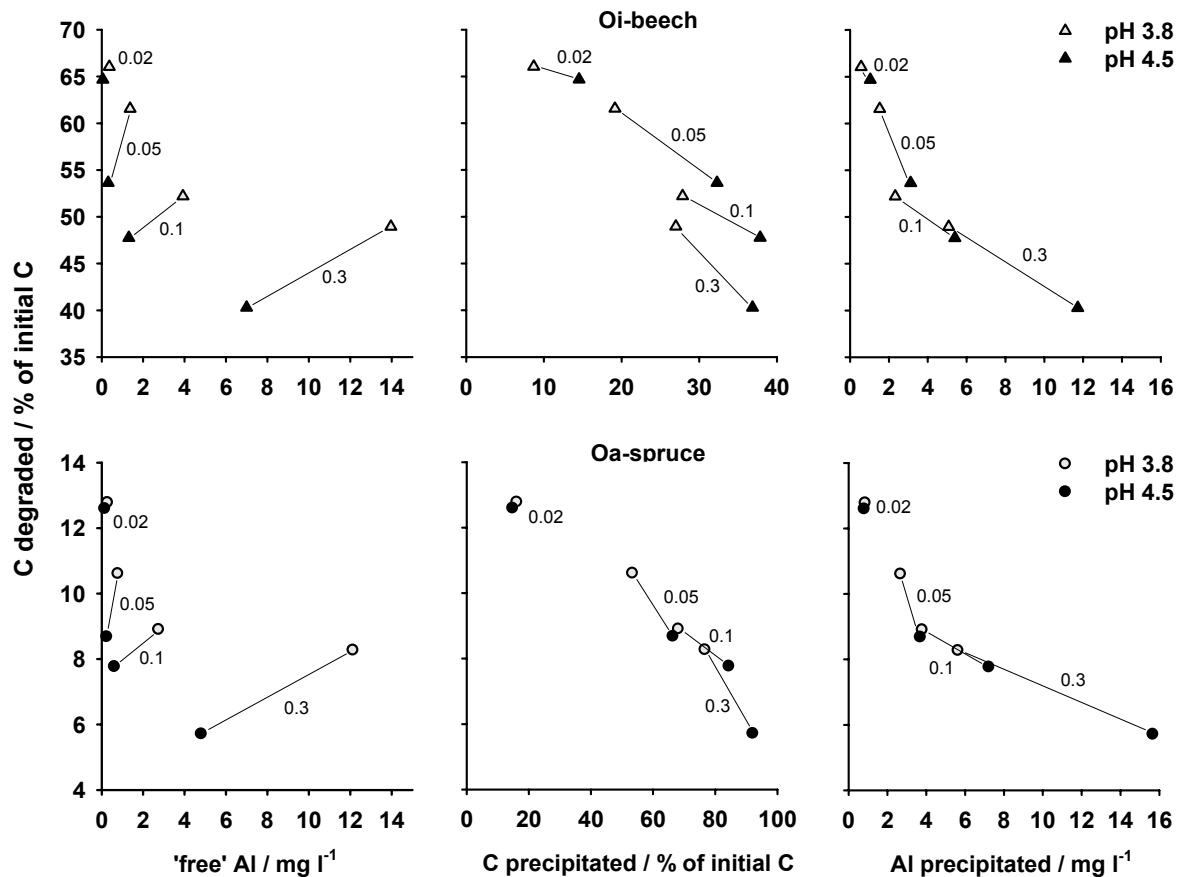 Oi-beech
pH 3.8
pH 4.5
C degraded / % of initial C
70
65
60
55
50
45
40
35
0.02
0.05
0.1
0.3
0 2 4 6 8 10 12 14
0.02
0.05
0.1
0.3
0 10 20 30 40
0.02
0.05
0.1
0.3
0 2 4 6 8 10 12 14 16
Oa-spruce
pH 3.8
pH 4.5
14
12
10
8
6
4
0.02
0.05
0.1
0.3
0 2 4 6 8 10 12 14
'free' Al / mg l-1
0.02
0.05
0.1
0.3
0 20 40 60 80 100
C precipitated / % of initial C
0.02
0.05
0.1
0.3
0 2 4 6 8 10 12 14 16
Al precipitated / mg l-1